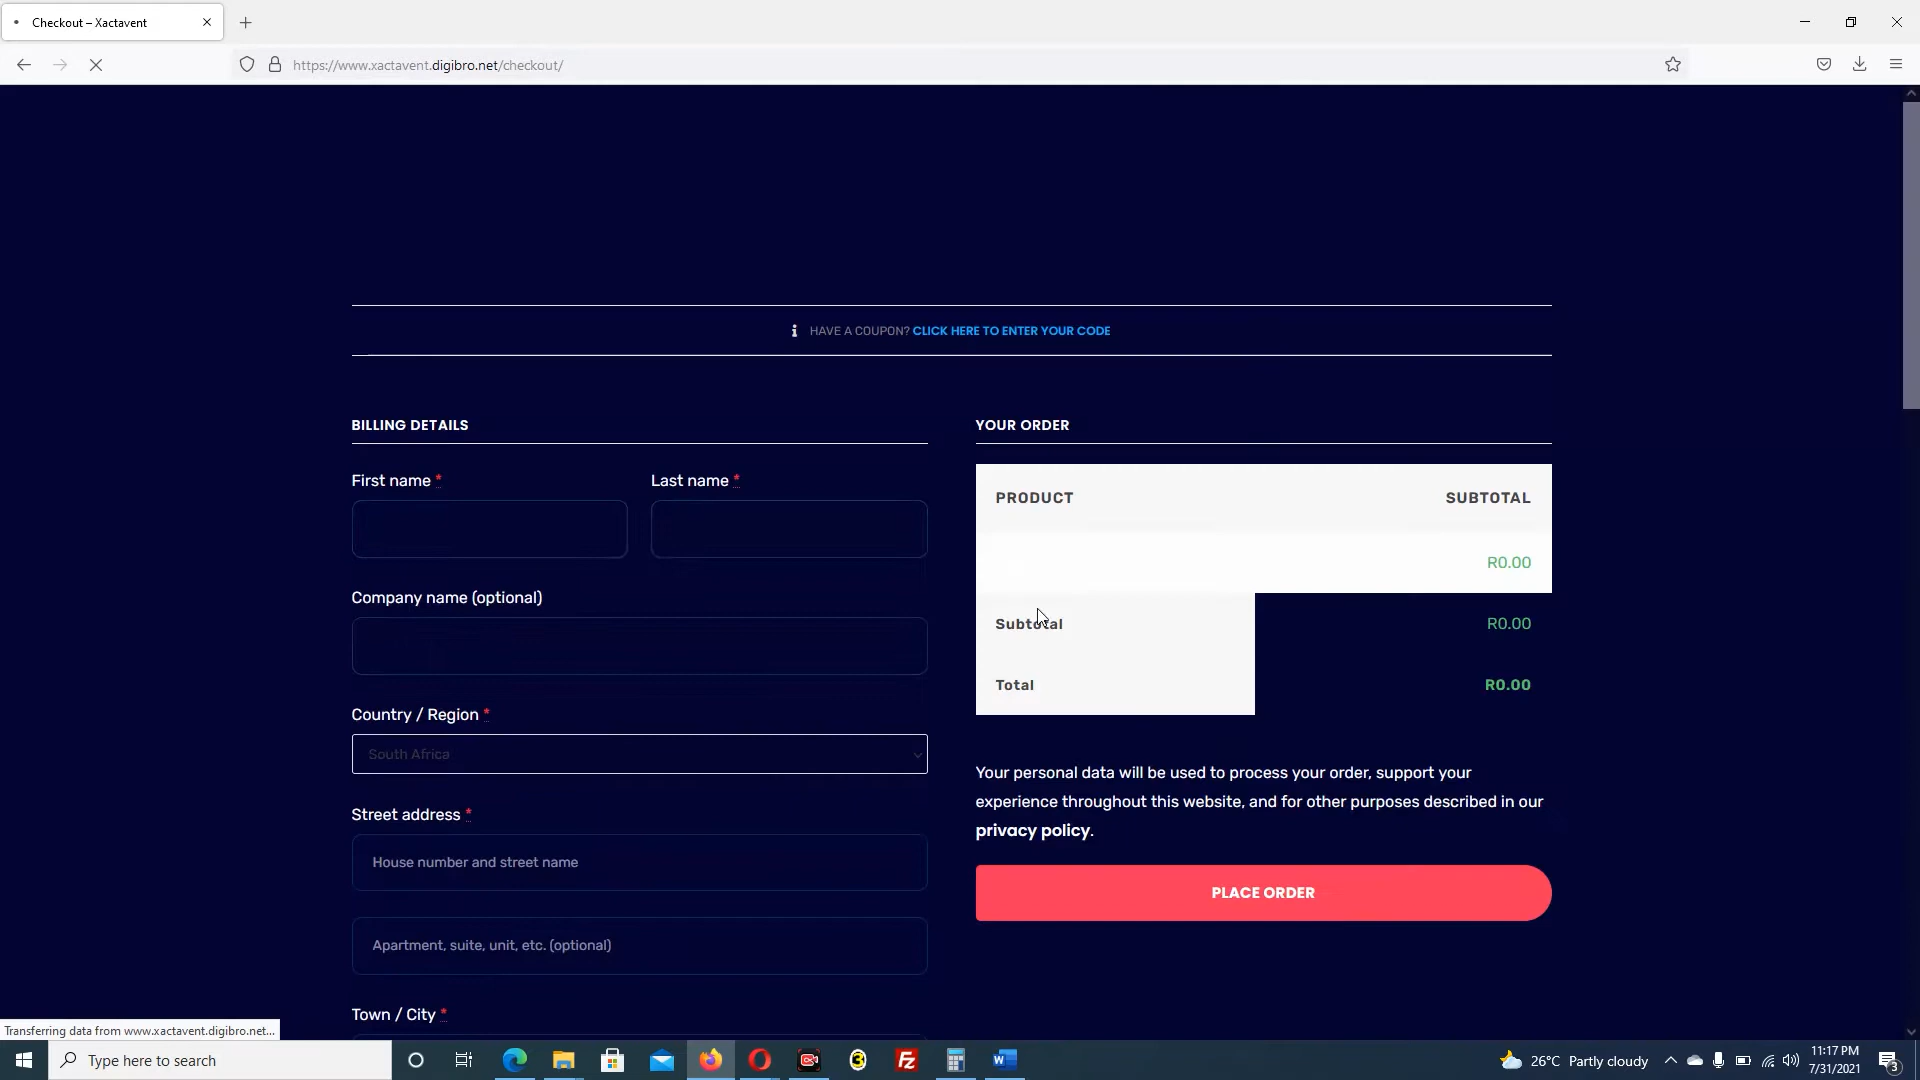 Checkout – Xactavent
https://www.xactavent.digibro.net/checkout/
HAVE A COUPON? CLICK HERE TO ENTER YOUR CODE
BILLING DETAILS
First name *
Last name *
Company name (optional)
Country / Region *
South Africa
Street address *
House number and street name
Apartment, suite, unit, etc. (optional)
Town / City *
YOUR ORDER
PRODUCT SUBTOTAL
R0.00
Subtotal R0.00
Total R0.00
Your personal data will be used to process your order, support your
experience throughout this website, and for other purposes described in our
privacy policy.
PLACE ORDER
Transferring data from www.xactavent.digibro.net...
Type here to search
26°C Partly cloudy
11:17 PM
7/31/2021
3